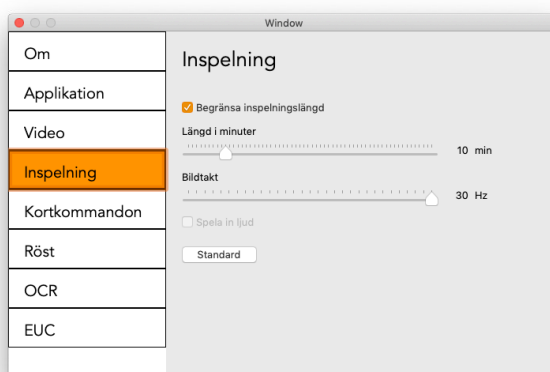 Window
Om
Applikation
Video
Inspelning
Kortkommandon
Röst
OCR
EUC
Inspelning
Begränsa inspelningslängd
Längd i minuter
10 min
Bildtakt
30 Hz
Spela in ljud
Standard